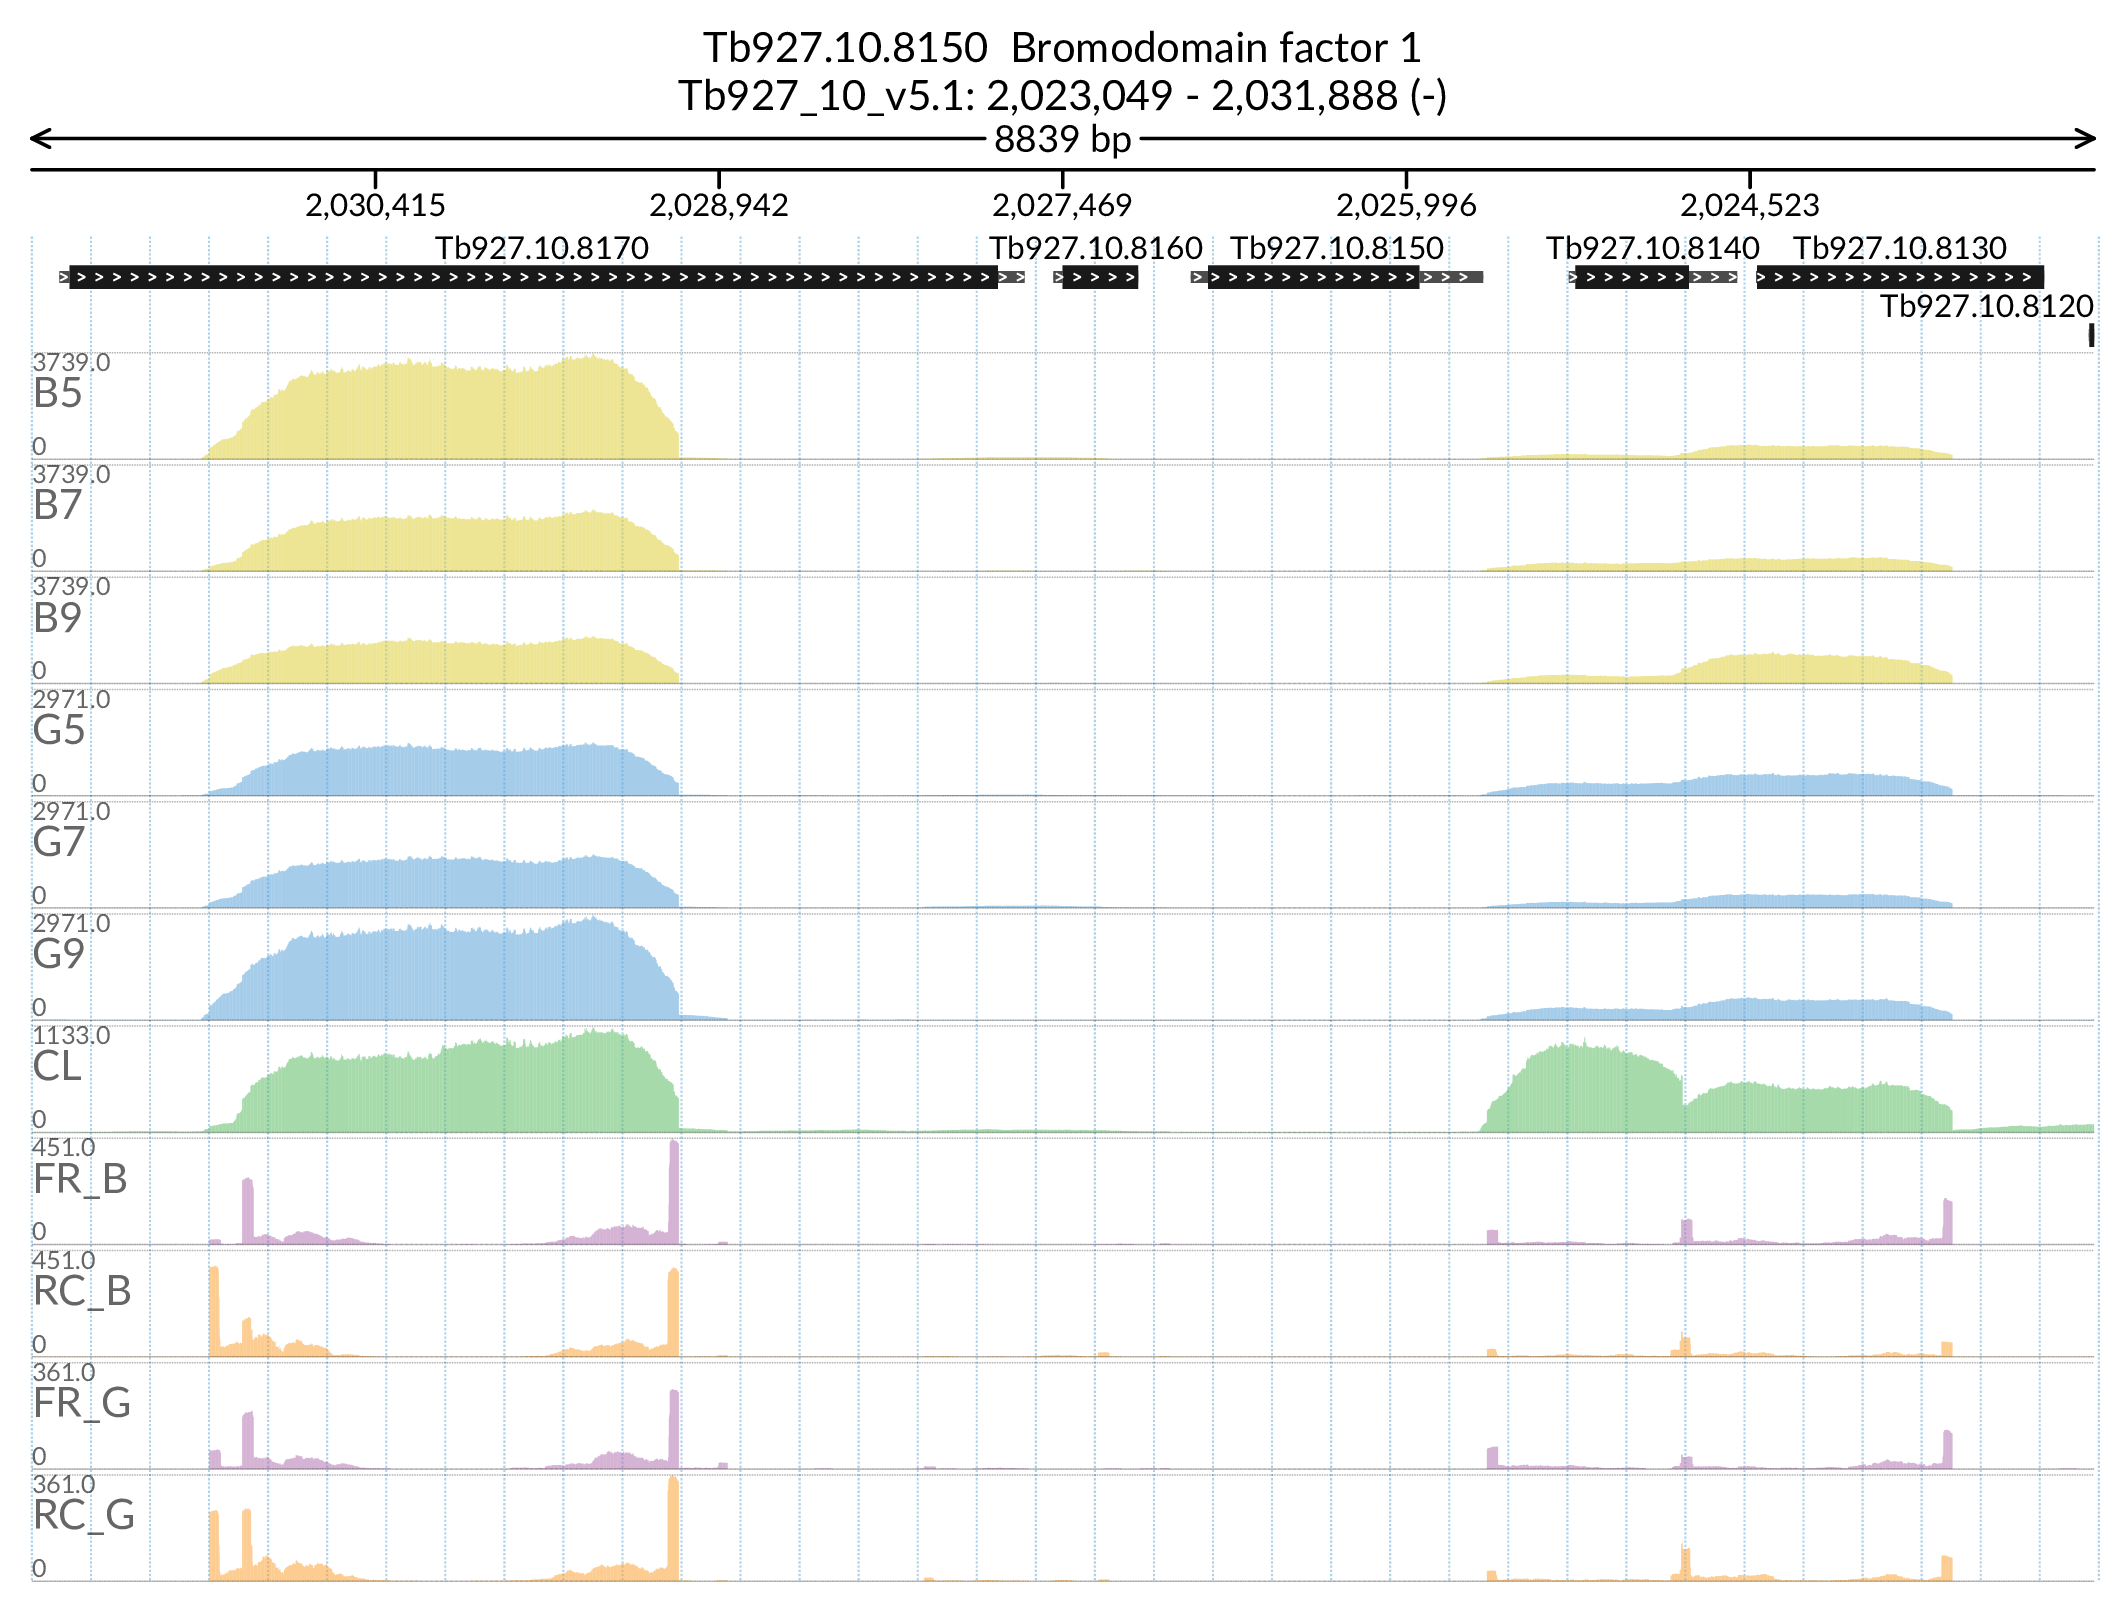 Tb927.10.8150  Bromodomain factor 1
Tb927_10_v5.1: 2,023,049 - 2,031,888 (-)
8839 bp
2,030,415 2,028,942 2,027,469 2,025,996 2,024,523
Tb927.10.8170 Tb927.10.8160 Tb927.10.8150 Tb927.10.8140 Tb927.10.8130
Tb927.10.8120
3739.0
B5
0
3739.0
B7
0
3739.0
B9
0
2971.0
G5
0
2971.0
G7
0
2971.0
G9
0
1133.0
CL
0
451.0
FR_B
0
451.0
RC_B
0
361.0
FR_G
0
361.0
RC_G
0